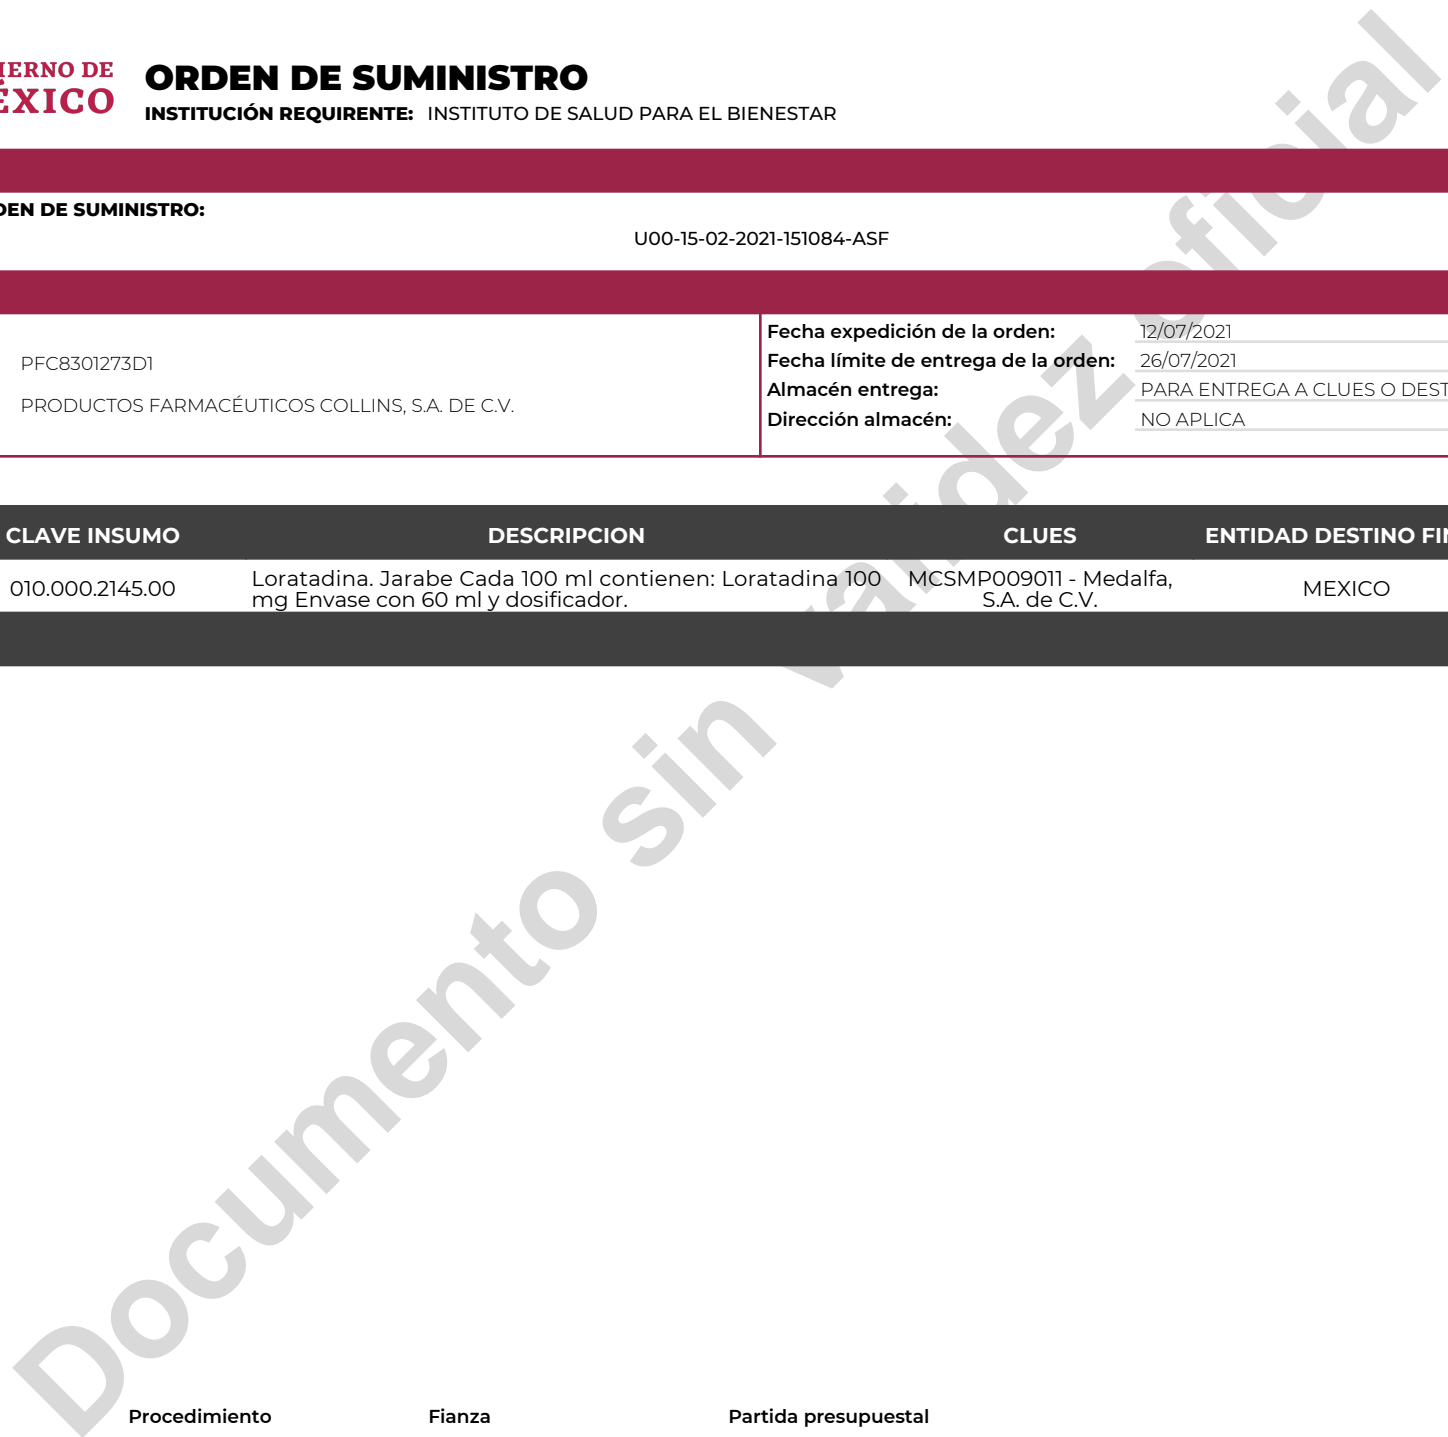 IERNO DE
ÉXICO
ORDEN DE SUMINISTRO
INSTITUCIÓN REQUIRENTE: INSTITUTO DE SALUD PARA EL BIENESTAR
DEN DE SUMINISTRO:
U00-15-02-2021-151084-ASF
PFC8301273D1
PRODUCTOS FARMACÉUTICOS COLLINS, S.A. DE C.V.
Fecha expedición de la orden: 12/07/2021
Fecha límite de entrega de la orden: 26/07/2021
Almacén entrega: PARA ENTREGA A CLUES O DEST
Dirección almacén: NO APLICA
CLAVE INSUMO DESCRIPCION CLUES ENTIDAD DESTINO FIN
010.000.2145.00 Loratadina. Jarabe Cada 100 ml contienen: Loratadina 100 MCSMP009011 - Medalfa, MEXICO
mg Envase con 60 ml y dosificador. S.A. de C.V.
Documento sin validez oficial
Procedimiento Fianza Partida presupuestal